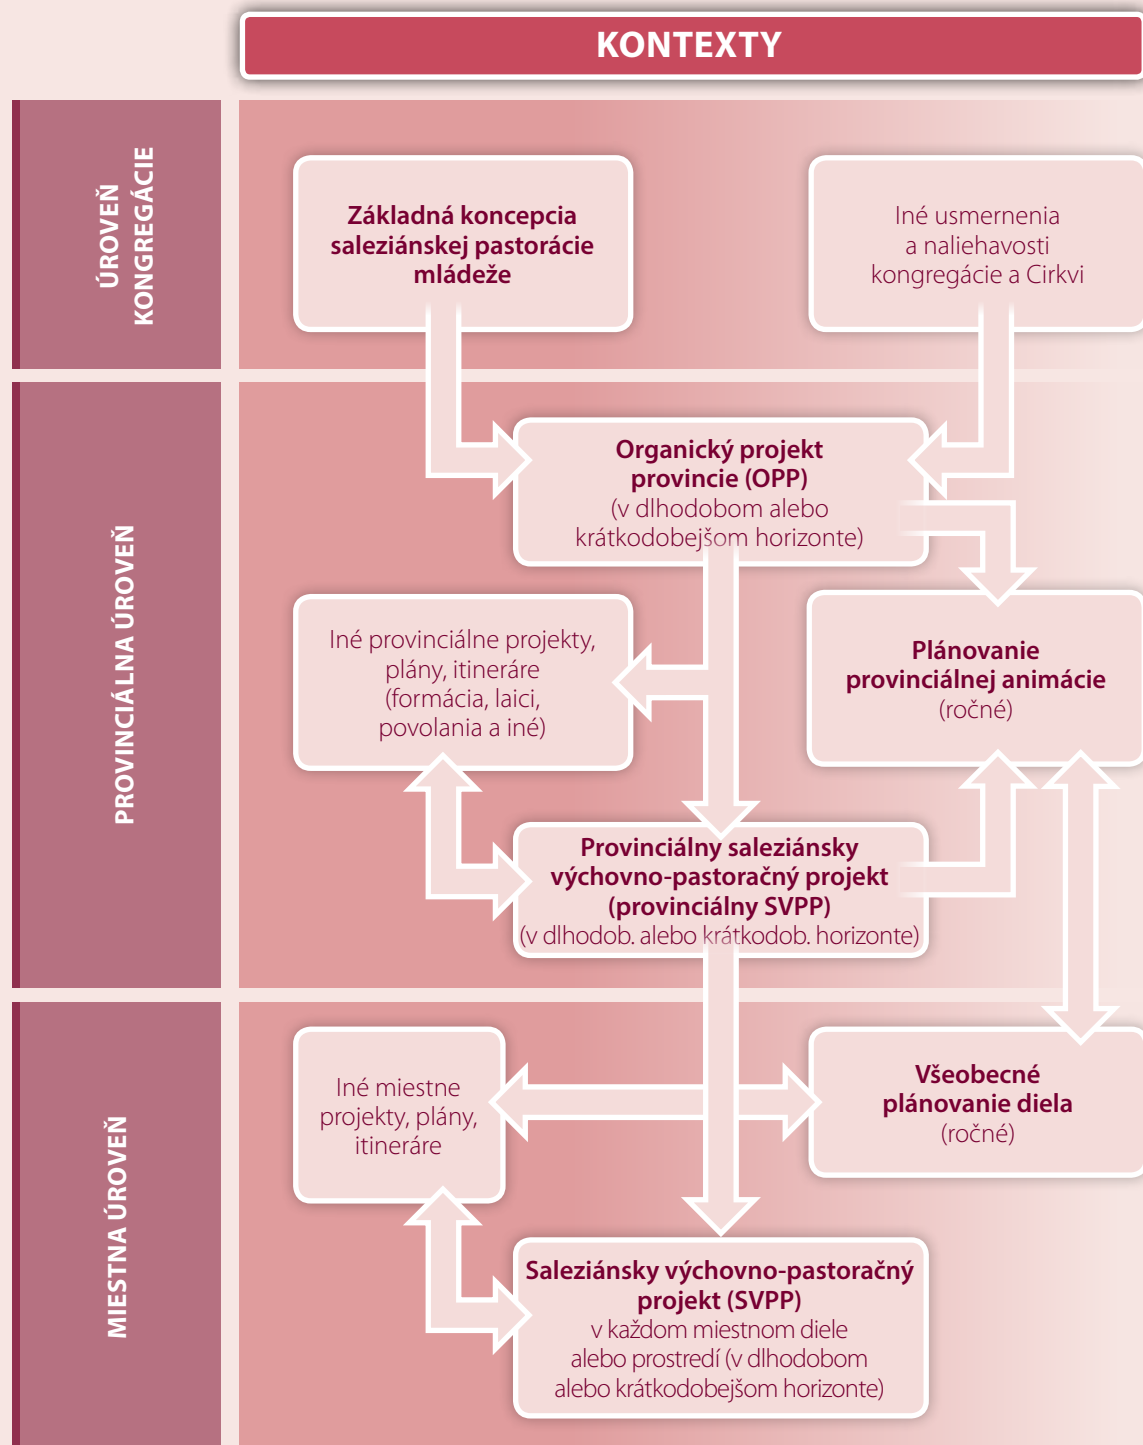 KONTEXTY
ÚROVEŇ
KONGREGÁCIE
Základná koncepcia
saleziánskej pastorácie
mládeže
Iné usmernenia
a naliehavosti
kongregácie a Cirkvi
PROVINCIÁLNA ÚROVEŇ
Organický projekt
provincie (OPP)
(v dlhodobom alebo
krátkodobejšom horizonte)
Iné provinciálne projekty,
plány, itineráre
(formácia, laici,
povolania a iné)
Plánovanie
provinciálnej animácie
(ročné)
Provinciálny saleziánsky
výchovno-pastoračný projekt
(provinciálny SVPP)
(v dlhodob. alebo krátkodob. horizonte)
MIESTNA ÚROVEŇ
Iné miestne
projekty, plány,
itineráre
Všeobecné
plánovanie diela
(ročné)
Saleziánsky výchovno-pastoračný
projekt (SVPP)
v každom miestnom diele
alebo prostredí (v dlhodobom
alebo krátkodobejšom horizonte)